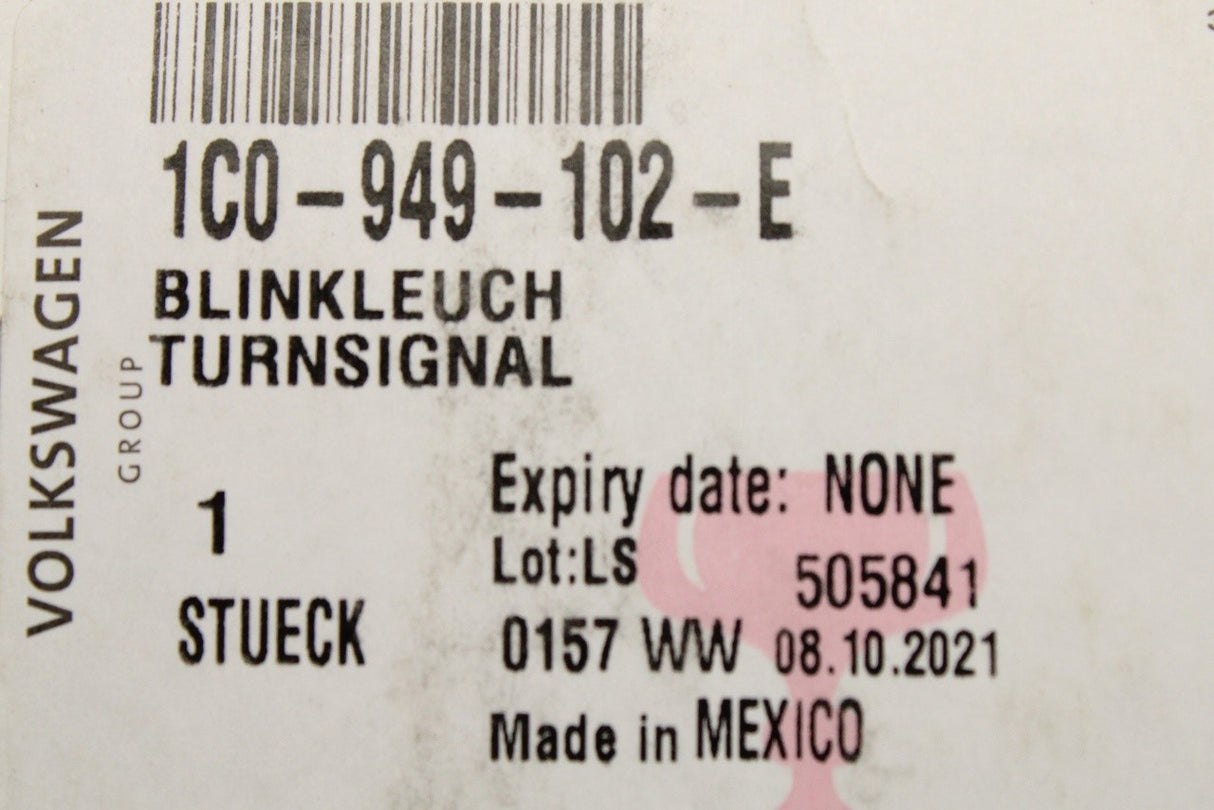 1C0-949-102-E
BLINKLEUCH
TURNSIGNAL
VOLKSWAGEN
GROUP
1
STUECK
Expiry date: NONE
Lot:LS 505841
0157 WW 08.10.2021
Made in MEXICO